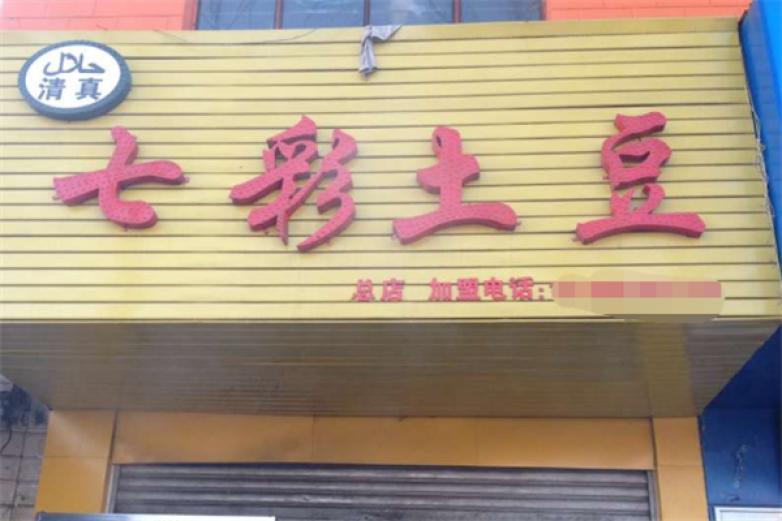 حلال
清真
七彩土豆
总店 加盟电话: